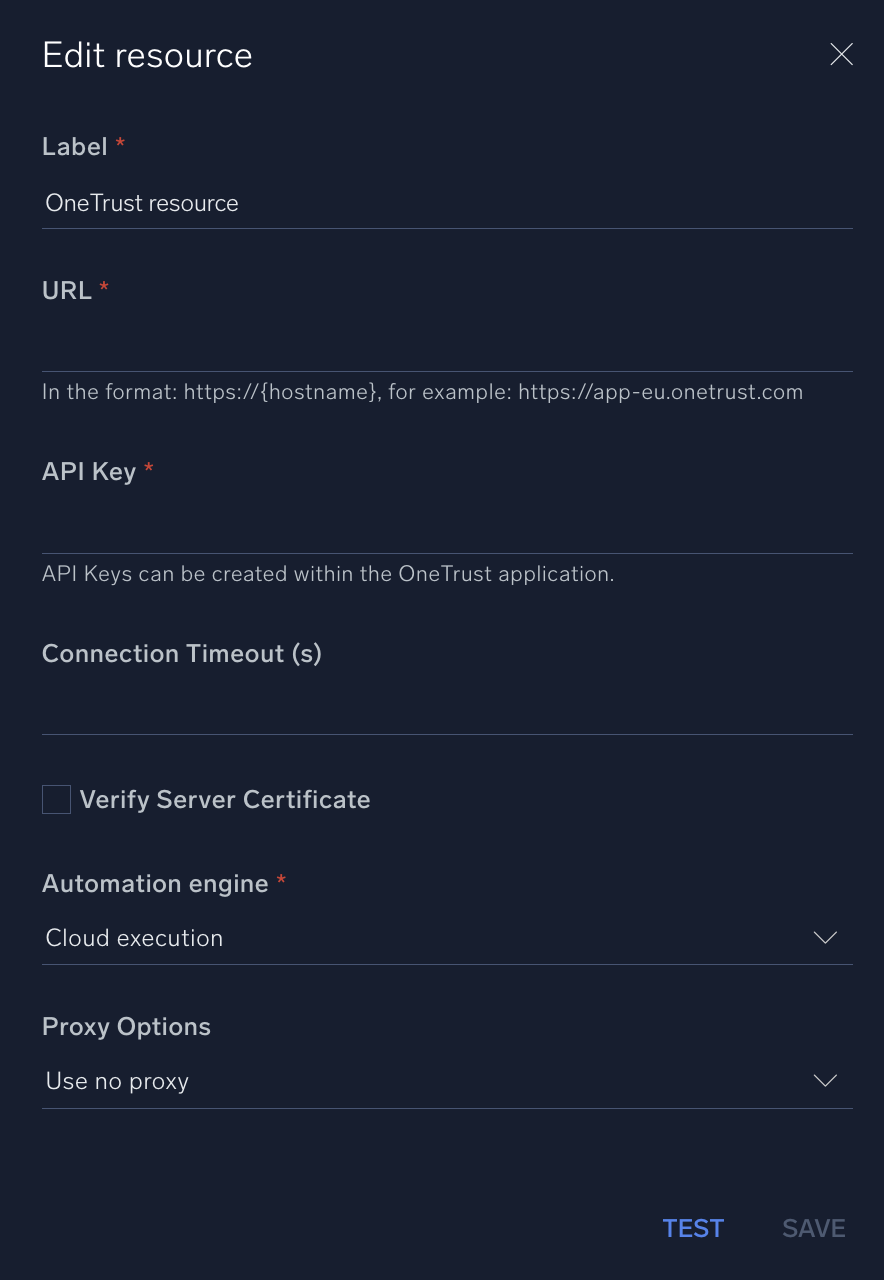 Edit resource
Label *
OneTrust resource
URL *
In the format: https://{hostname}, for example: https://app-eu.onetrust.com
API Key *
API Keys can be created within the OneTrust application.
Connection Timeout (s)
Verify Server Certificate
Automation engine *
Cloud execution
Proxy Options
Use no proxy
TEST SAVE